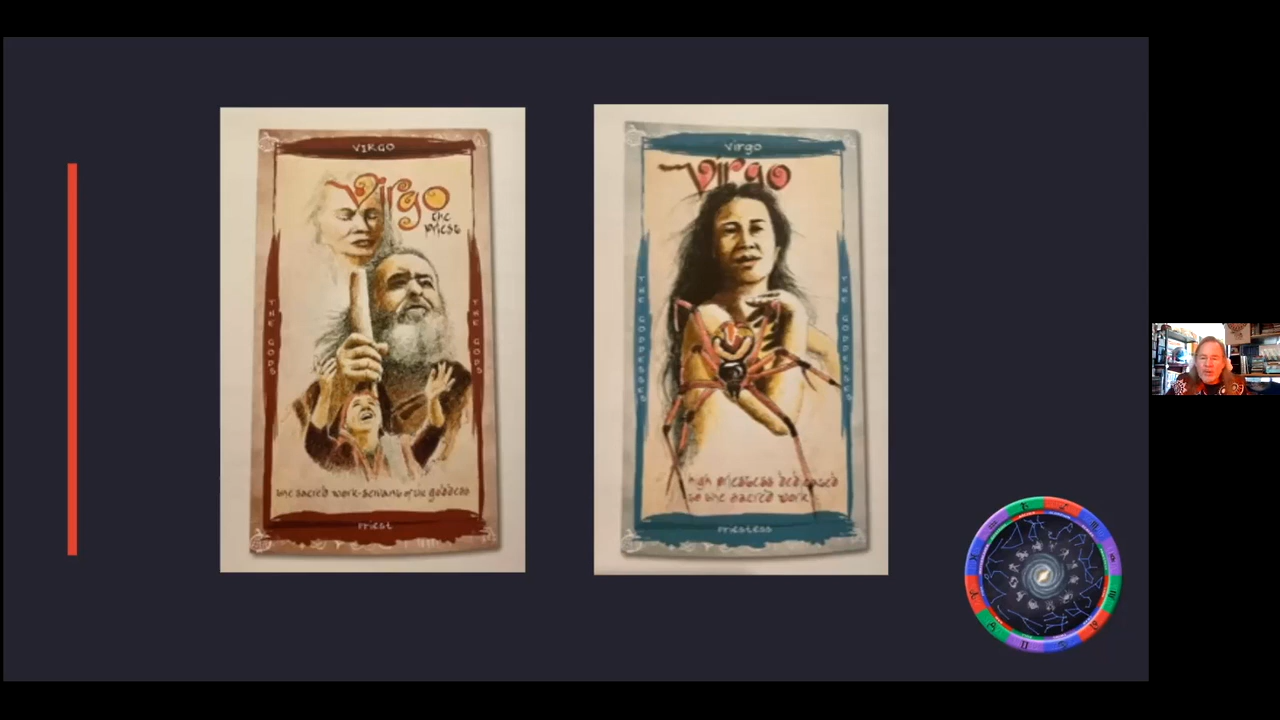 VIRGO
Virgo
the
Priest
THE GODS
THE GODS
the sacred work-servant of the goddess
Priest
Virgo
Virgo
THE GODDESSES
THE GODDESSES
high priestess dedicated
to the sacred work
Priestess